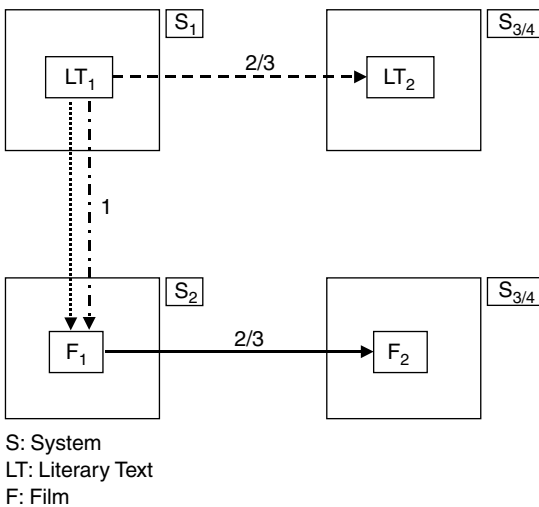 S1
S3/4
LT1
2/3
LT2
1
S2
S3/4
F1
2/3
F2
S: System
LT: Literary Text
F: Film